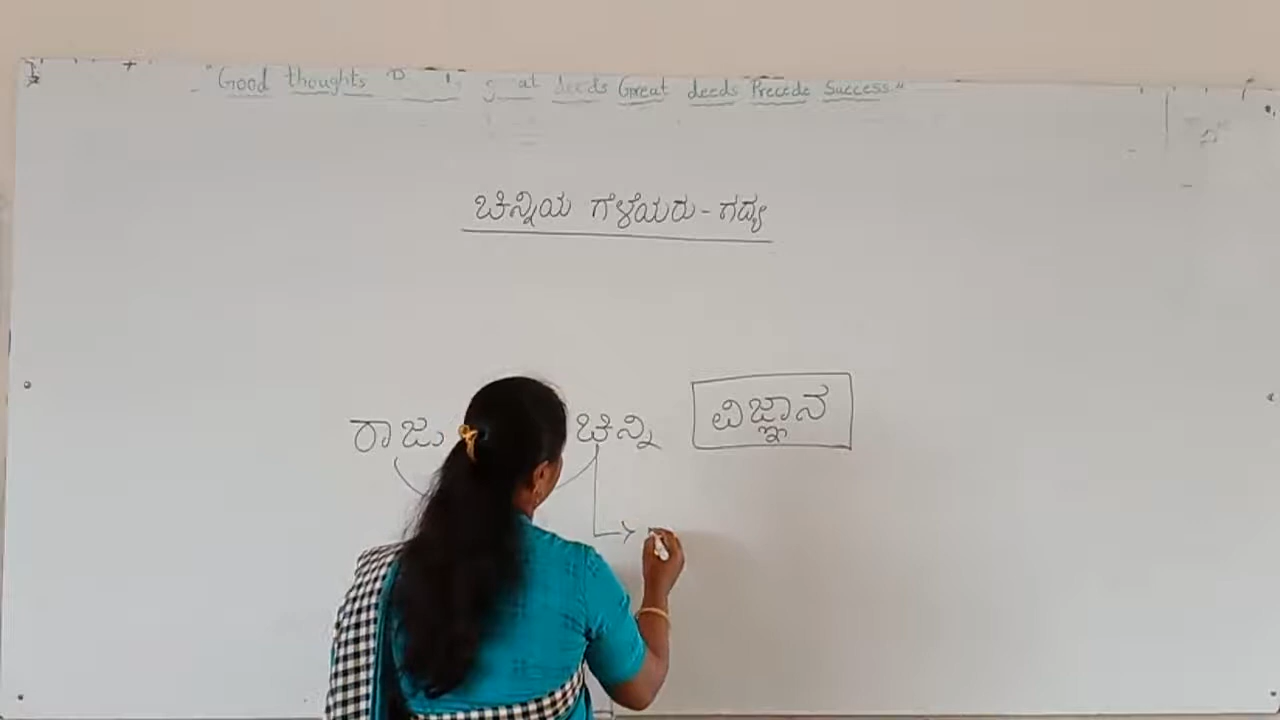 "Good thoughts great deeds Great deeds Precede Success"
ಚಿನ್ನಿಯ ಗೆಳೆಯರು - ಗದ್ಯ
ರಾಜು ಚಿನ್ನಿ ವಿಜ್ಞಾನ